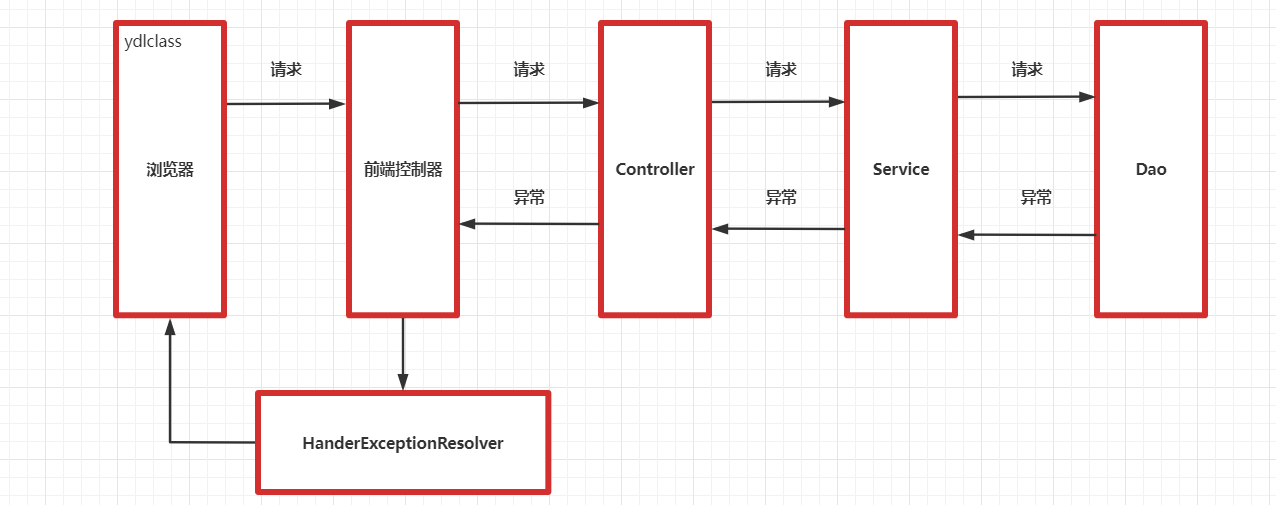 ydlclass
请求
请求
请求
请求
浏览器
前端控制器
Controller
Service
Dao
异常
异常
异常
HanderExceptionResolver